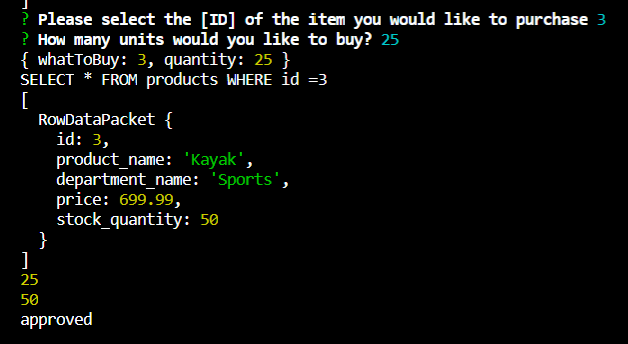 ]
? Please select the [ID] of the item you would like to purchase 3
? How many units would you like to buy? 25
{ whatToBuy: 3, quantity: 25 }
SELECT * FROM products WHERE id =3
[
  RowDataPacket {
    id: 3,
    product_name: 'Kayak',
    department_name: 'Sports',
    price: 699.99,
    stock_quantity: 50
  }
]
25
50
approved